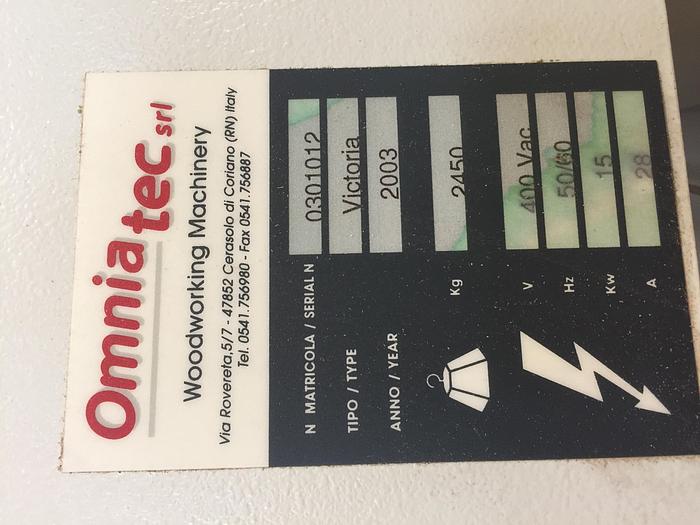 Omniatec srl
Woodworking Machinery
Via Rovereta,5/7 - 47852 Cerasolo di Coriano (RN) Italy
Tel. 0541.756980 - Fax 0541.756887
N MATRICOLA / SERIAL N 0301012
TIPO / TYPE Victoria
ANNO / YEAR 2003
Kg 2450
V 400 Vac
Hz 50/60
Kw 15
A 28